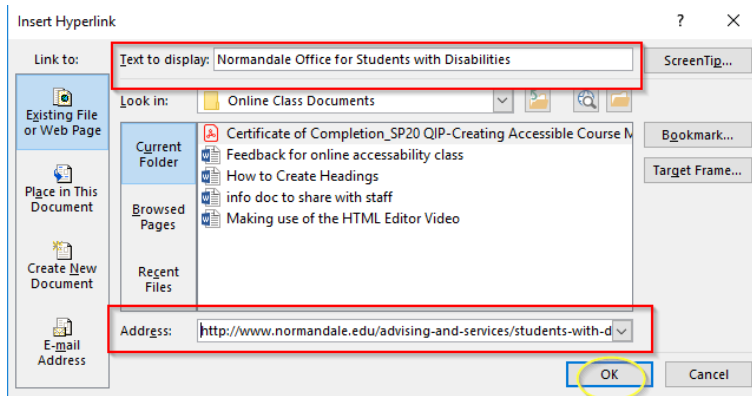 Insert Hyperlink ? ×
Link to: Text to display: Normandale Office for Students with Disabilities ScreenTip...
Existing File or Web Page
Look in: Online Class Documents
Current Folder
Certificate of Completion_SP20 QIP-Creating Accessible Course M
Feedback for online accessability class
How to Create Headings
info doc to share with staff
Making use of the HTML Editor Video
Bookmark...
Target Frame...
Place in This Document
Browsed Pages
Create New Document
Recent Files
E-mail Address
Address: http://www.normandale.edu/advising-and-services/students-with-d
OK Cancel